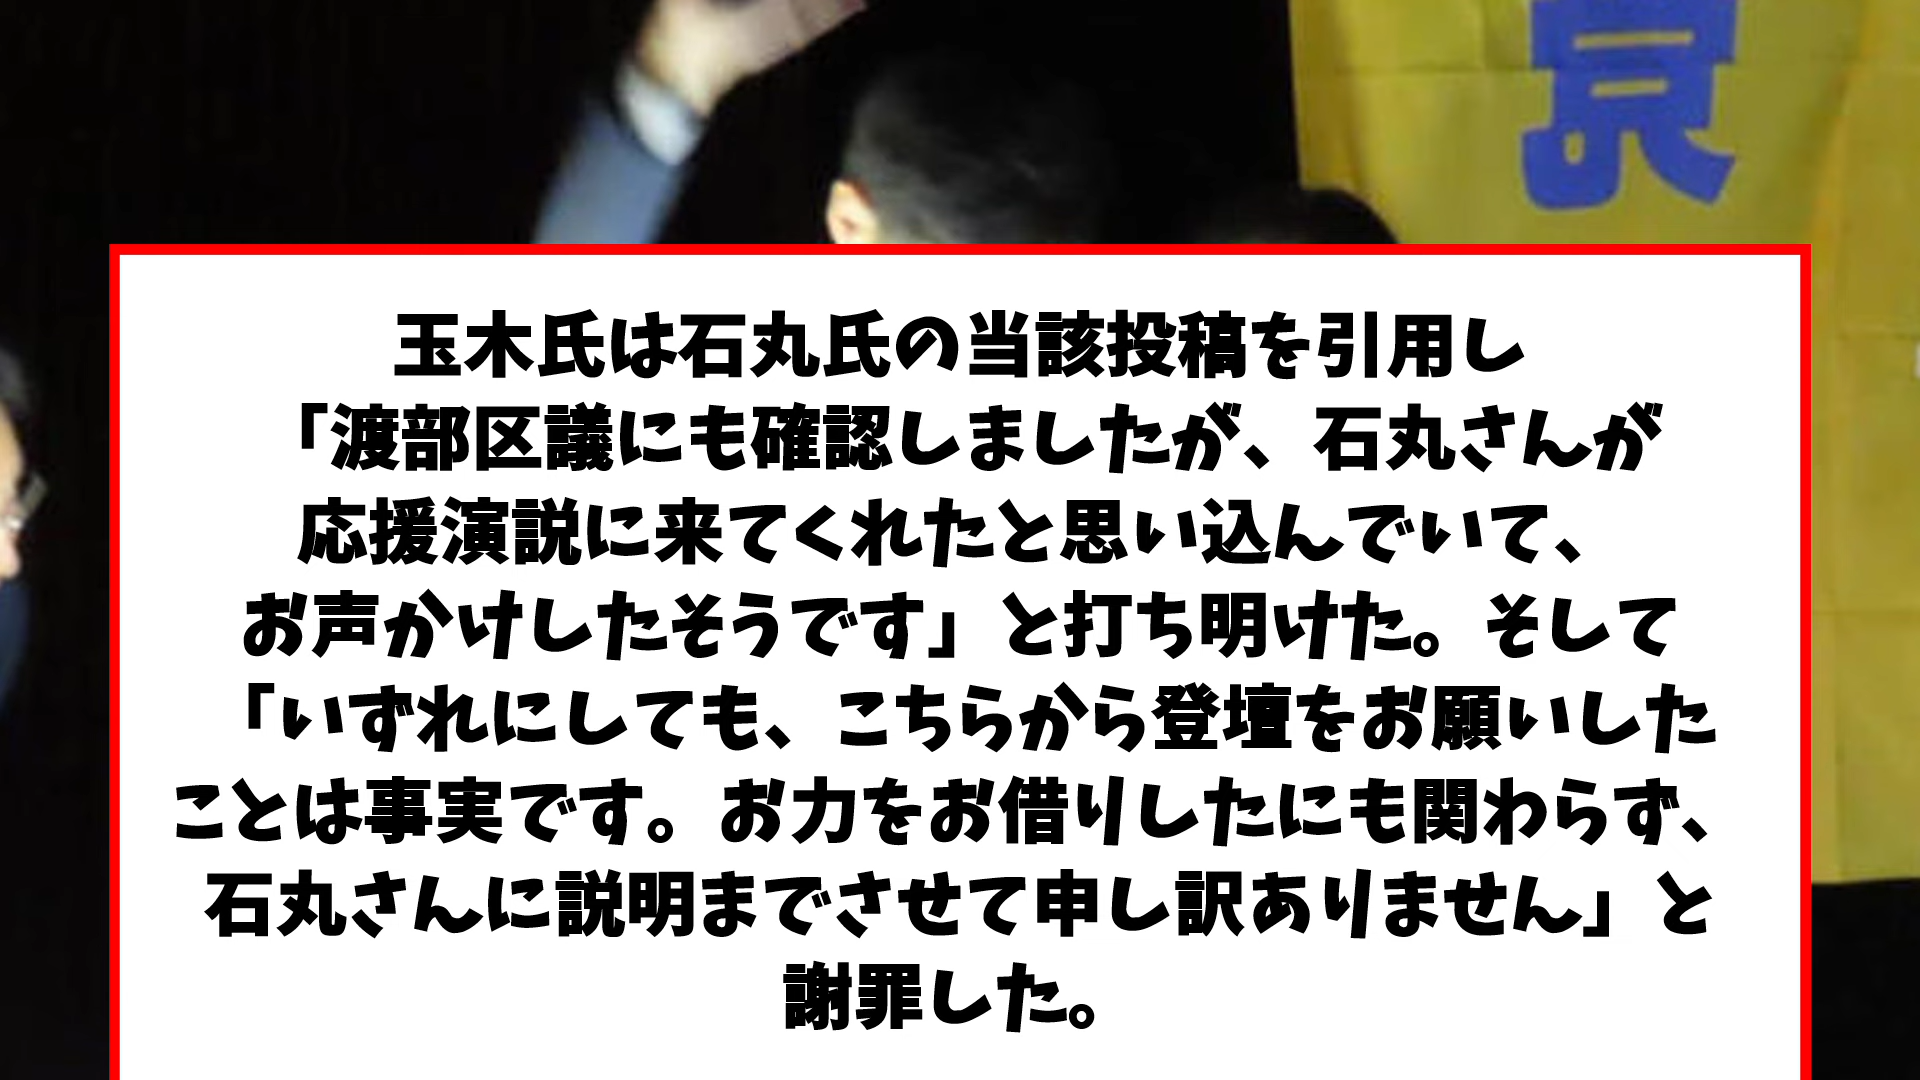 員
玉木氏は石丸氏の当該投稿を引用し
「渡部区議にも確認しましたが、石丸さんが
応援演説に来てくれたと思い込んでいて、
お声かけしたそうです」と打ち明けた。そして
「いずれにしても、こちらから登壇をお願いした
ことは事実です。お力をお借りしたにも関わらず、
石丸さんに説明までさせて申し訳ありません」と
謝罪した。